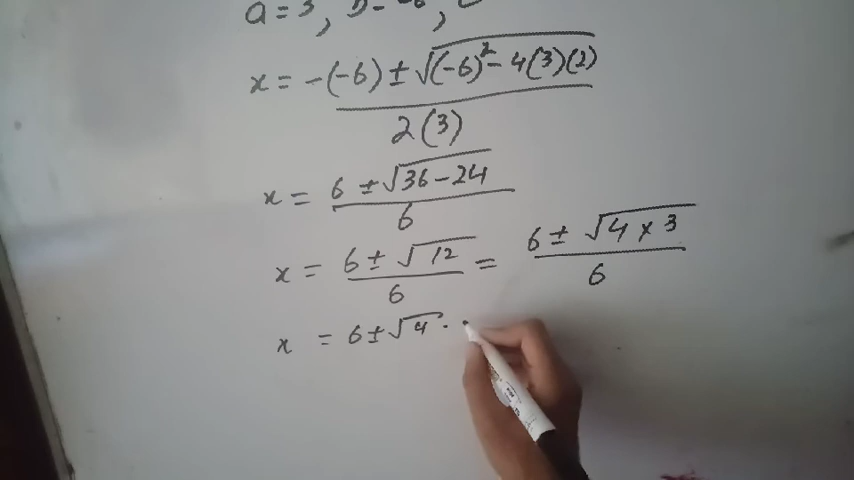 a = 3, b = -6,
x = -(-6) ± √(-6)² - 4(3)(2)
2(3)
x = 6 ± √36 - 24
6
x = 6 ± √12 = 6 ± √4 × 3
6 6
x = 6 ± √4 ·